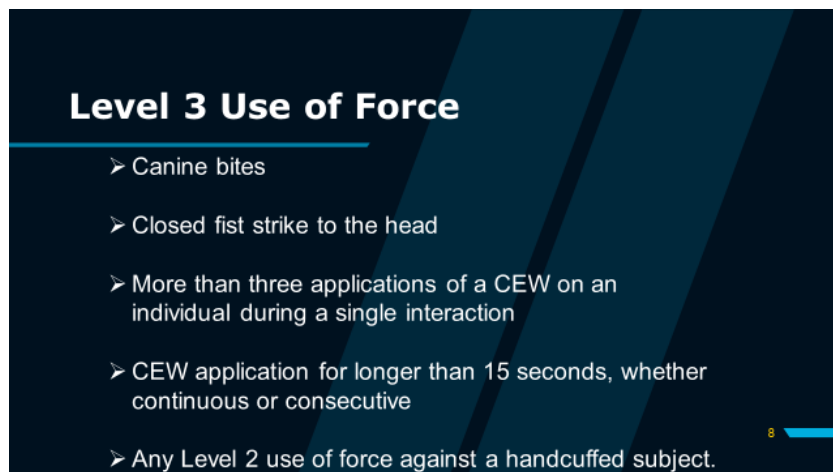 Level 3 Use of Force
➢ Canine bites
➢ Closed fist strike to the head
➢ More than three applications of a CEW on an
individual during a single interaction
➢ CEW application for longer than 15 seconds, whether
continuous or consecutive
8
➢ Any Level 2 use of force against a handcuffed subject.